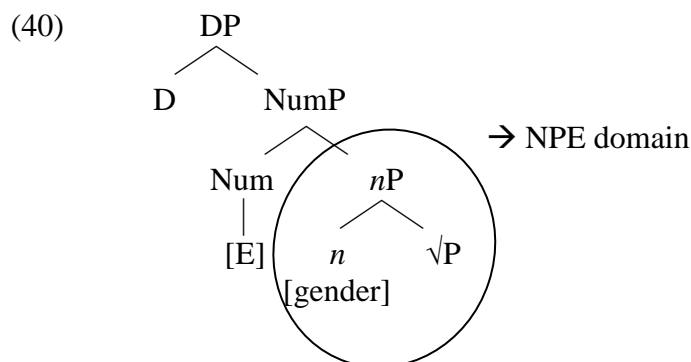 (40) DP
D NumP
→ NPE domain
Num nP
[E] n √P
[gender]